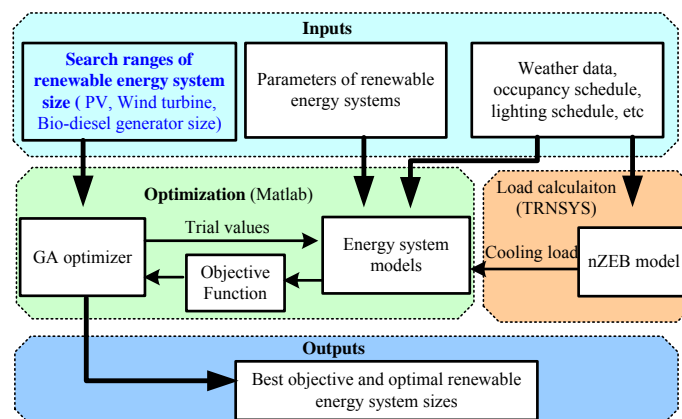 Inputs
Search ranges of
renewable energy system
size ( PV, Wind turbine,
Bio-diesel generator size)
Parameters of renewable
energy systems
Weather data,
occupancy schedule,
lighting schedule, etc
Optimization (Matlab)
Load calculaiton
(TRNSYS)
GA optimizer
Trial values
Objective
Function
Energy system
models
Cooling load
nZEB model
Outputs
Best objective and optimal renewable
energy system sizes